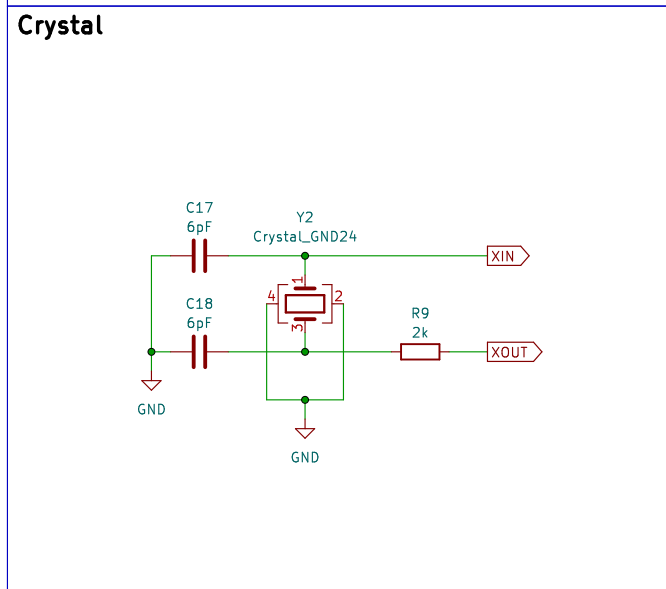 Crystal
C17
6pF
Y2
Crystal_GND24
XIN
1
4
2
C18
6pF
3
R9
2k
XOUT
GND
GND